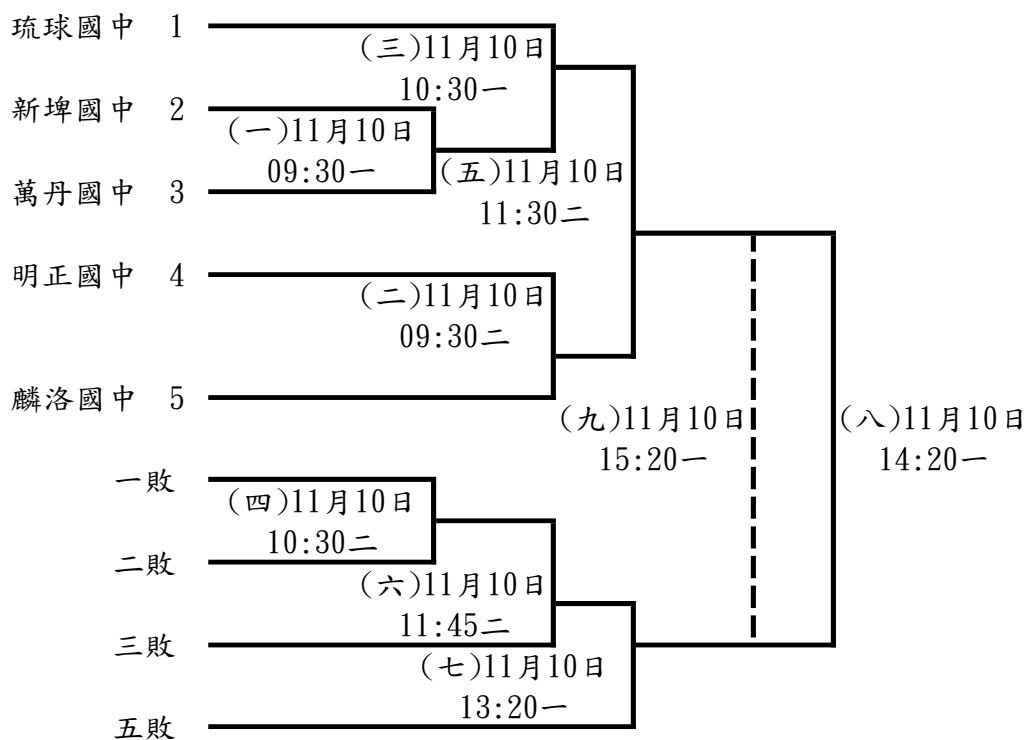 琉球國中 1
(三)11月10日
10:30一
新埤國中 2
(一)11月10日
09:30一
萬丹國中 3
(五)11月10日
11:30二
明正國中 4
(二)11月10日
09:30二
麟洛國中 5
(九)11月10日
15:20一
(八)11月10日
14:20一
一敗
(四)11月10日
10:30二
二敗
(六)11月10日
11:45二
三敗
(七)11月10日
13:20一
五敗